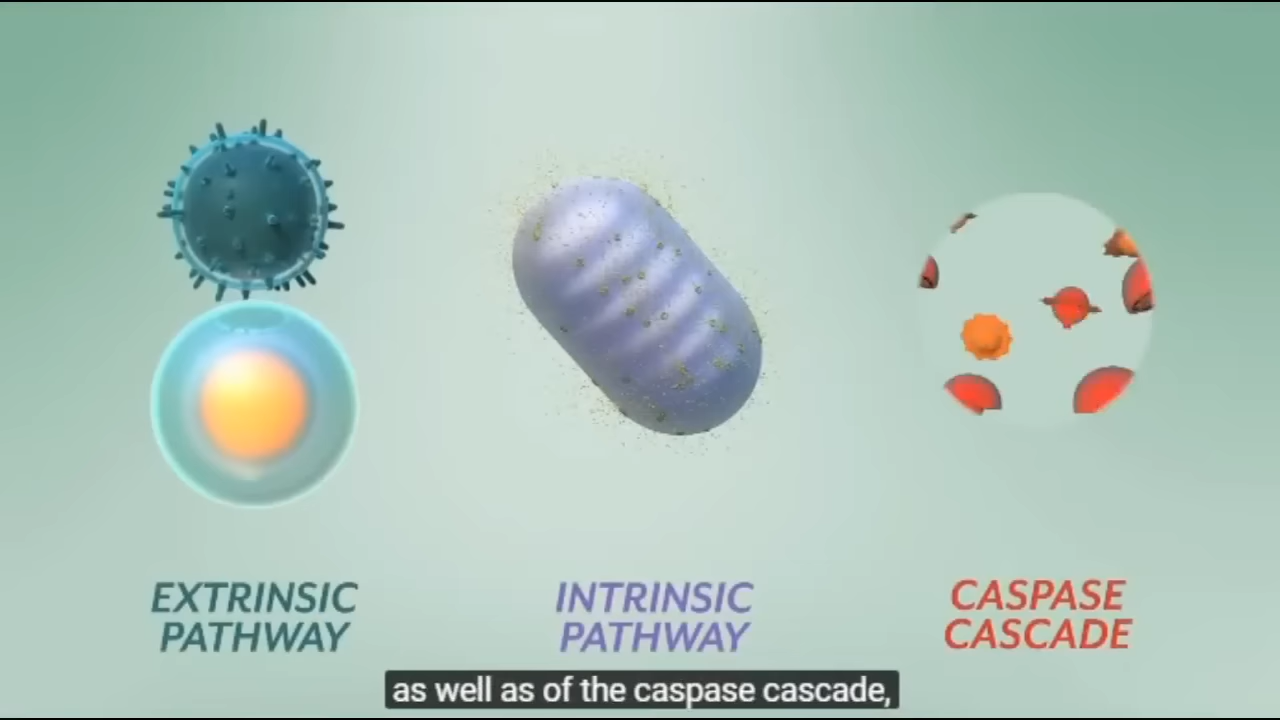 EXTRINSIC
PATHWAY
INTRINSIC
PATHWAY
CASPASE
CASCADE
as well as of the caspase cascade,